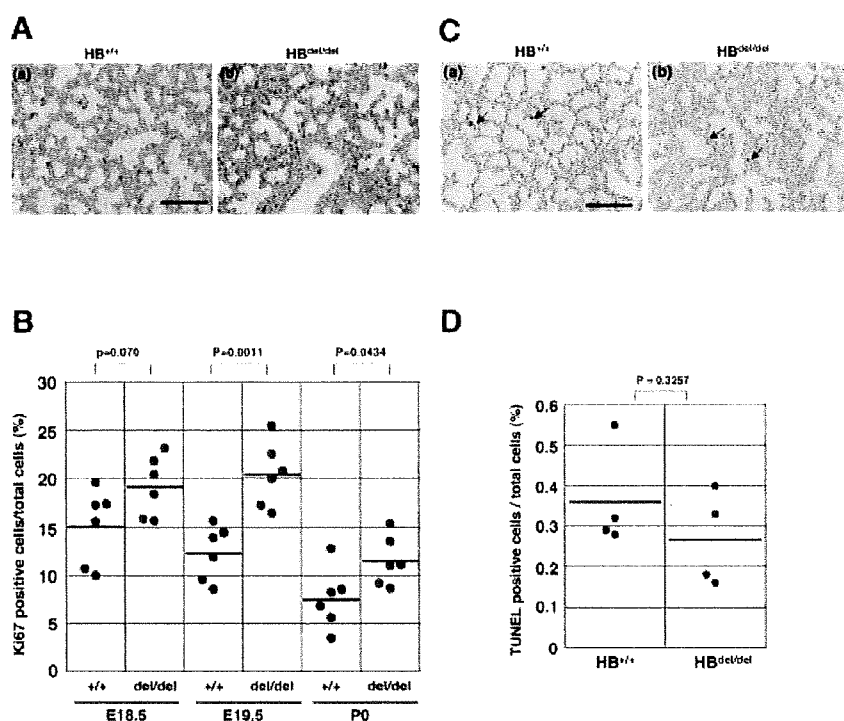 A
HB+/+
HBdel/del
(a)
(b)
C
HB+/+
HBdel/del
(a)
(b)
B
p=0.070
P=0.0011
P=0.0434
Ki67 positive cells/total cells (%)
30
25
20
15
10
5
0
+/+
del/del
+/+
del/del
+/+
del/del
E18.5
E19.5
P0
D
P = 0.3257
TUNEL positive cells / total cells (%)
0.6
0.5
0.4
0.3
0.2
0.1
0
HB+/+
HBdel/del